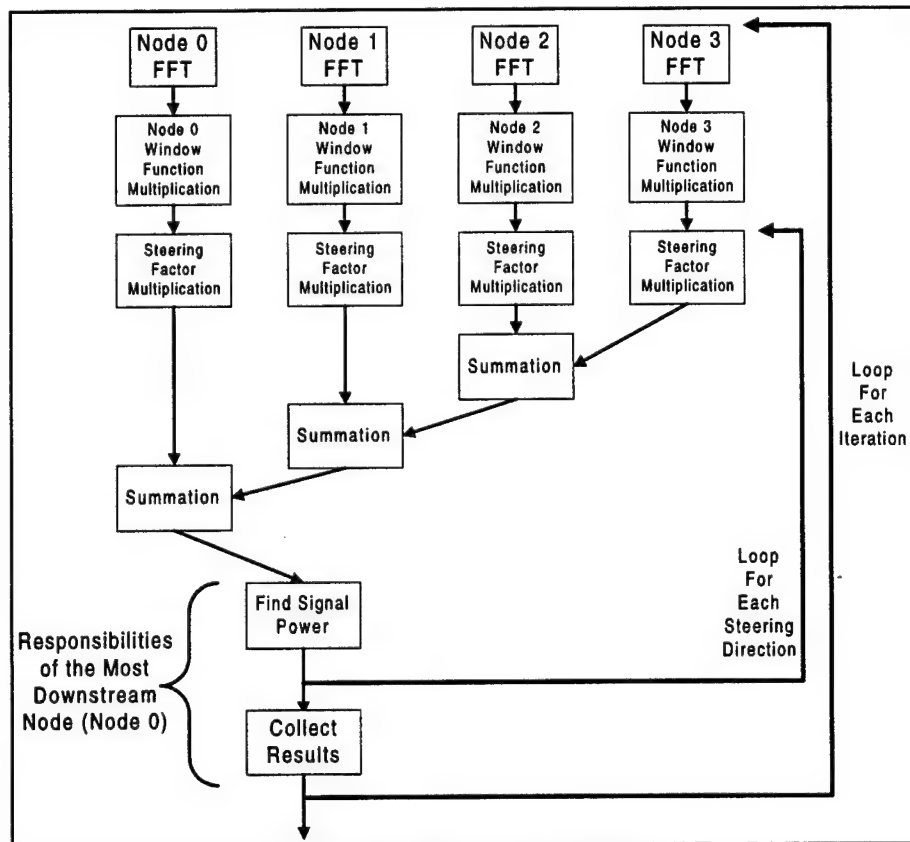 Node 0
FFT
Node 1
FFT
Node 2
FFT
Node 3
FFT
Node 0
Window
Function
Multiplication
Node 1
Window
Function
Multiplication
Node 2
Window
Function
Multiplication
Node 3
Window
Function
Multiplication
Steering
Factor
Multiplication
Steering
Factor
Multiplication
Steering
Factor
Multiplication
Steering
Factor
Multiplication
Summation
Summation
Summation
Loop
For
Each
Iteration
Loop
For
Each
Steering
Direction
Find Signal
Power
Responsibilities
of the Most
Downstream
Node (Node 0)
Collect
Results